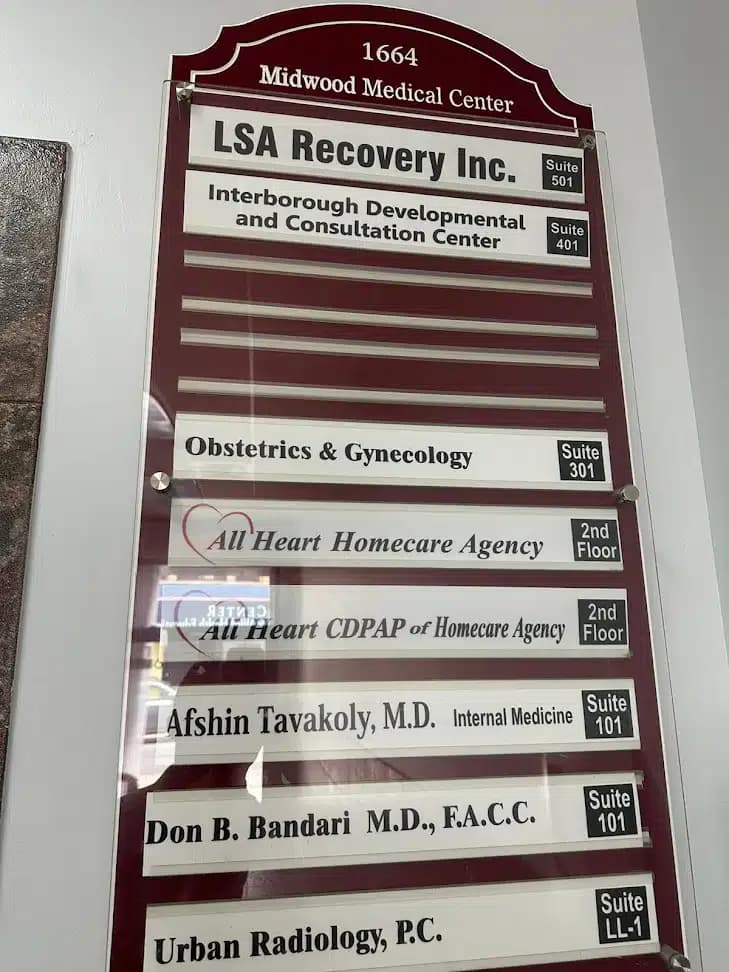 1664
Midwood Medical Center
LSA Recovery Inc. Suite 501
Interborough Developmental
and Consultation Center Suite 401
Obstetrics & Gynecology Suite 301
All Heart Homecare Agency 2nd Floor
CENTER
All Heart CDPAP of Homecare Agency 2nd Floor
Afshin Tavakoly, M.D. Internal Medicine Suite 101
Don B. Bandari M.D., F.A.C.C. Suite 101
Urban Radiology, P.C. Suite LL-1